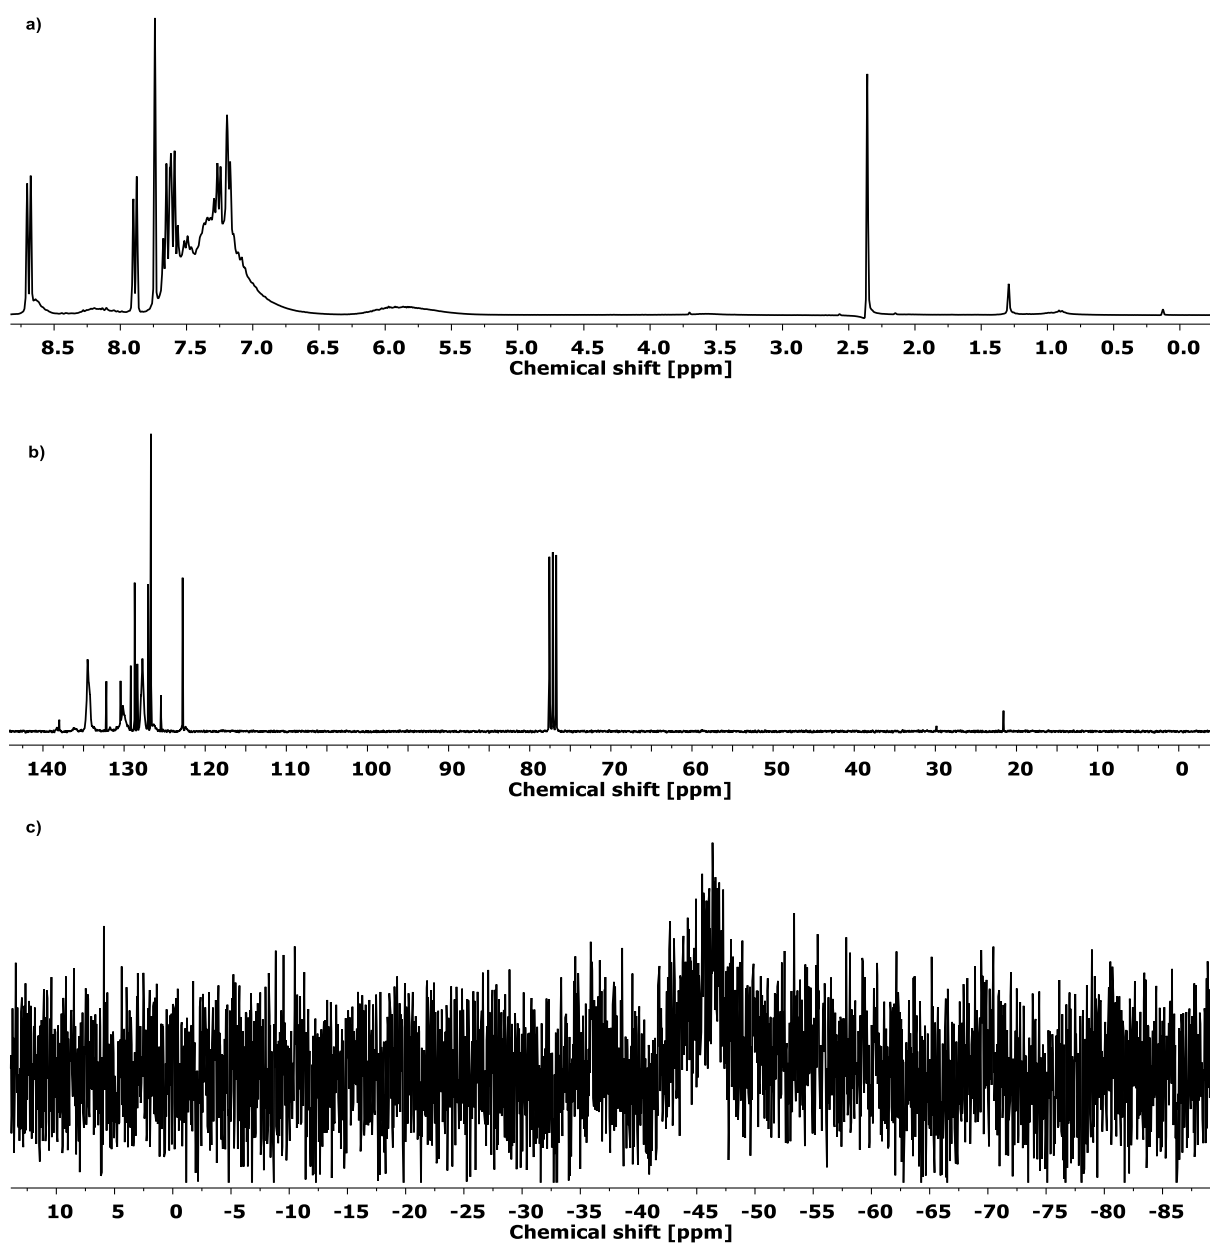 a)
8.5 8.0 7.5 7.0 6.5 6.0 5.5 5.0 4.5 4.0 3.5 3.0 2.5 2.0 1.5 1.0 0.5 0.0
Chemical shift [ppm]
b)
140 130 120 110 100 90 80 70 60 50 40 30 20 10 0
Chemical shift [ppm]
c)
10 5 0 -5 -10 -15 -20 -25 -30 -35 -40 -45 -50 -55 -60 -65 -70 -75 -80 -85
Chemical shift [ppm]